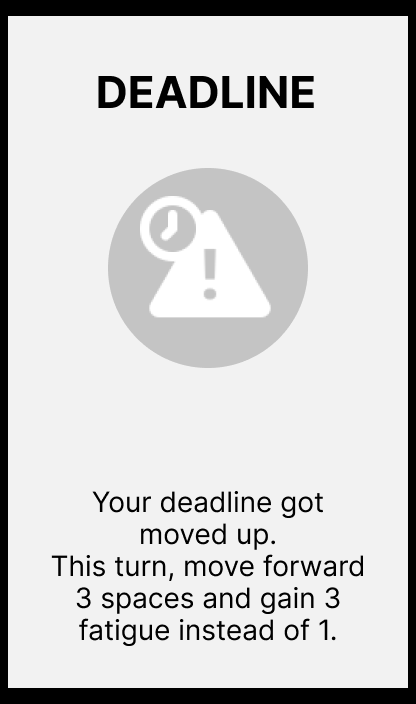 DEADLINE
Your deadline got
moved up.
This turn, move forward
3 spaces and gain 3
fatigue instead of 1.